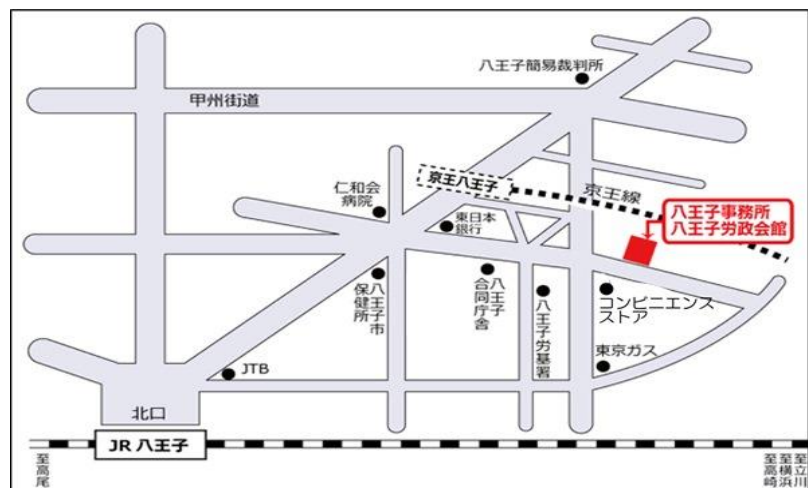 八王子簡易裁判所
甲州街道
京王八王子
京王線
仁和会
病院
東日本
銀行
八王子事務所
八王子労政会館
八王子市
保健所
八王子
合同庁舎
八王子労基署
コンビニエンス
ストア
東京ガス
JTB
北口
JR 八王子
至高尾
至高崎
至横浜
至立川